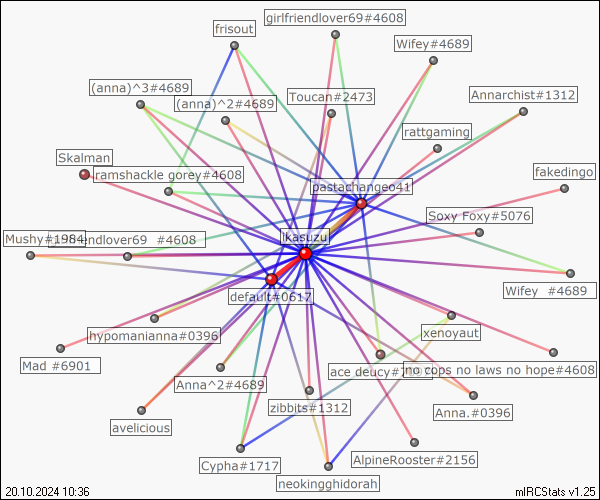 girlfriendlover69#4608
frisout
Wifey#4689
(anna)^3#4689
Toucan#2473
Annarchist#1312
(anna)^2#4689
rattgaming
Skalman
ramshackle gorey#4608
pastachangeo41
fakedingo
Soxy Foxy#5076
Ikasuzu
Mushy#1984
friendlover69 #4608
default#0617
Wifey #4689
hypomanianna#0396
xenoyaut
Mad #6901
ace deucy#
no cops no laws no hope#4608
Anna^2#4689
zibbits#1312
Anna.#0396
avelicious
Cypha#1717
AlpineRooster#2156
neokingghidorah
20.10.2024 10:36
mIRCStats v1.25